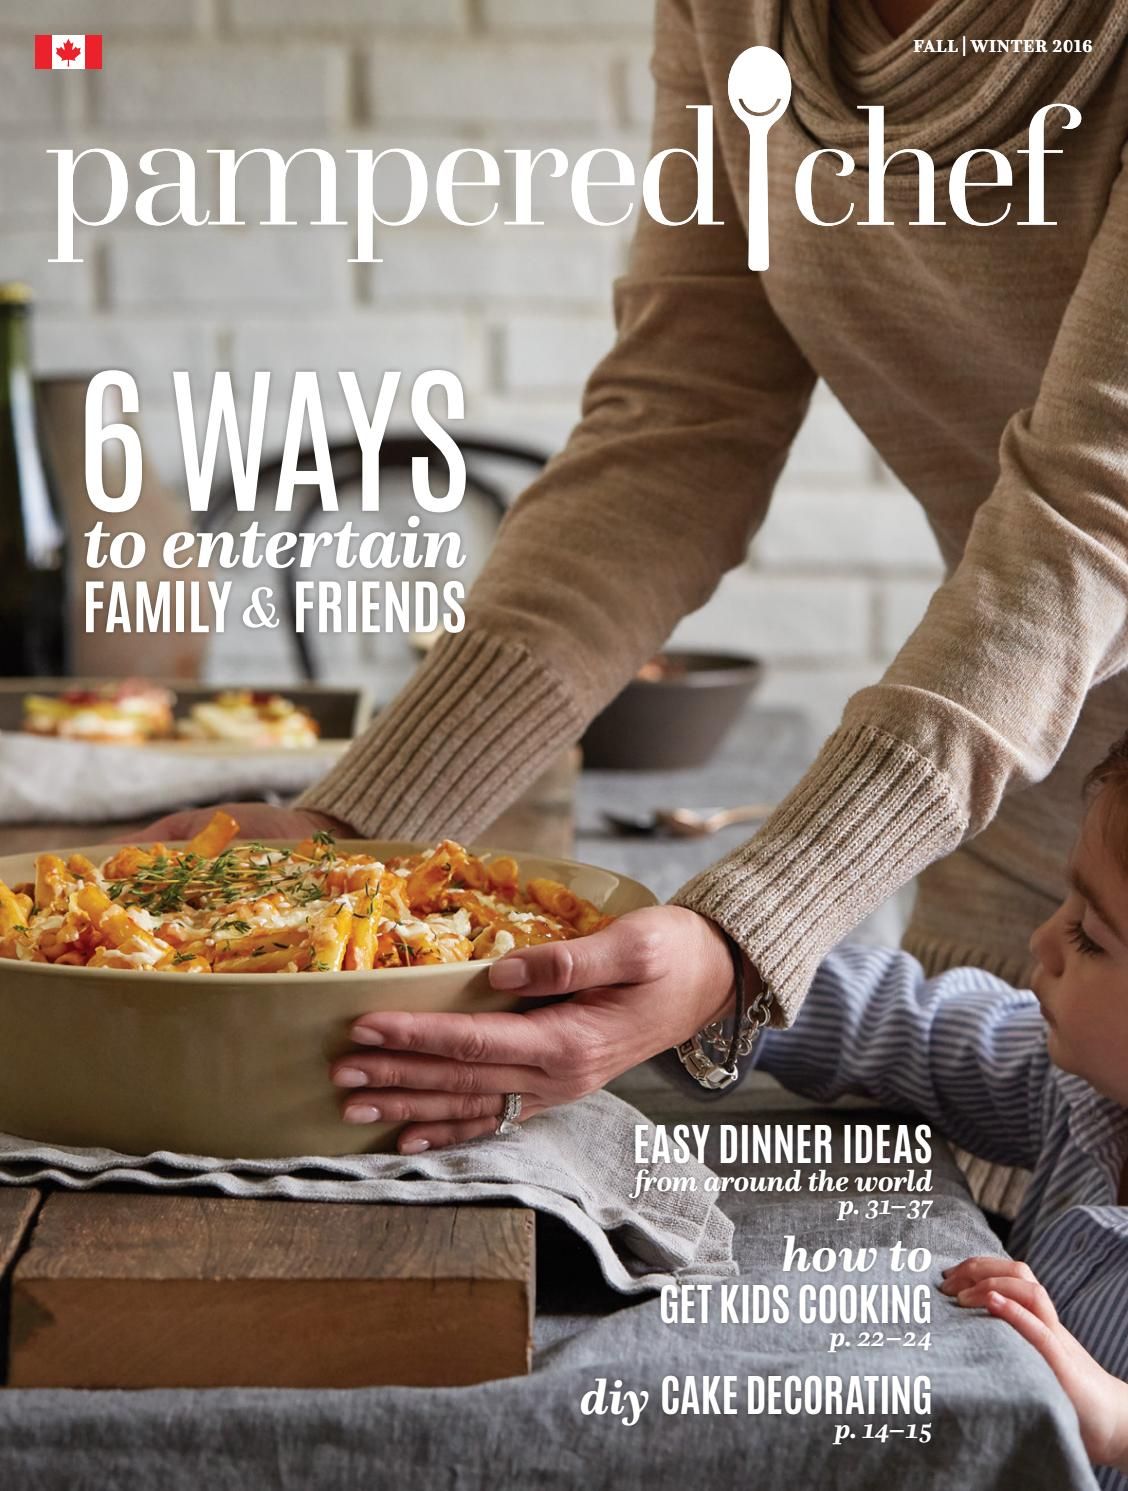 FALL | WINTER 2016
pampered chef
6 WAYS
to entertain
FAMILY & FRIENDS
EASY DINNER IDEAS
from around the world
p. 31–37
how to
GET KIDS COOKING
p. 22–24
diy CAKE DECORATING
p. 14–15